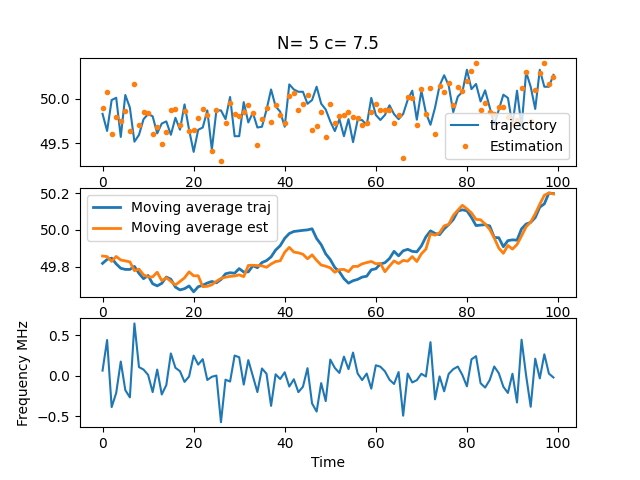 N= 5 c= 7.5
50.0
49.5
trajectory
Estimation
0 20 40 60 80 100
50.2
50.0
49.8
Moving average traj
Moving average est
0 20 40 60 80 100
Frequency MHz
0.5
0.0
−0.5
0 20 40 60 80 100
Time